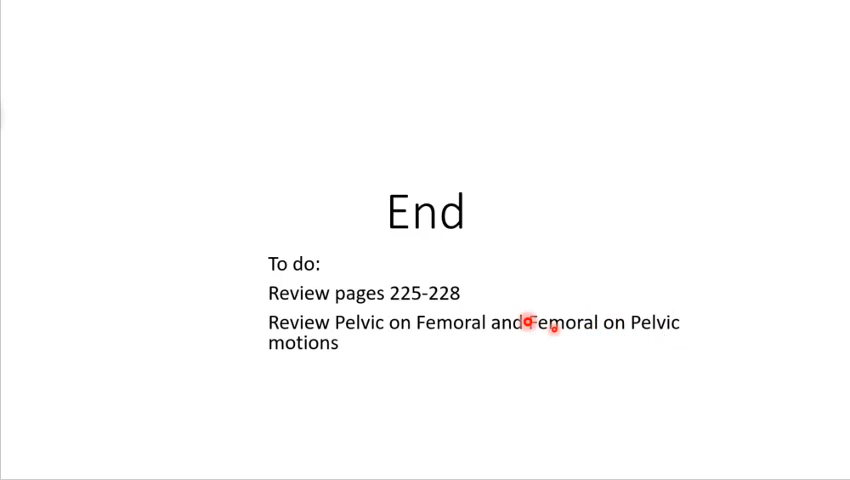 End
To do:
Review pages 225-228
Review Pelvic on Femoral and Femoral on Pelvic
motions